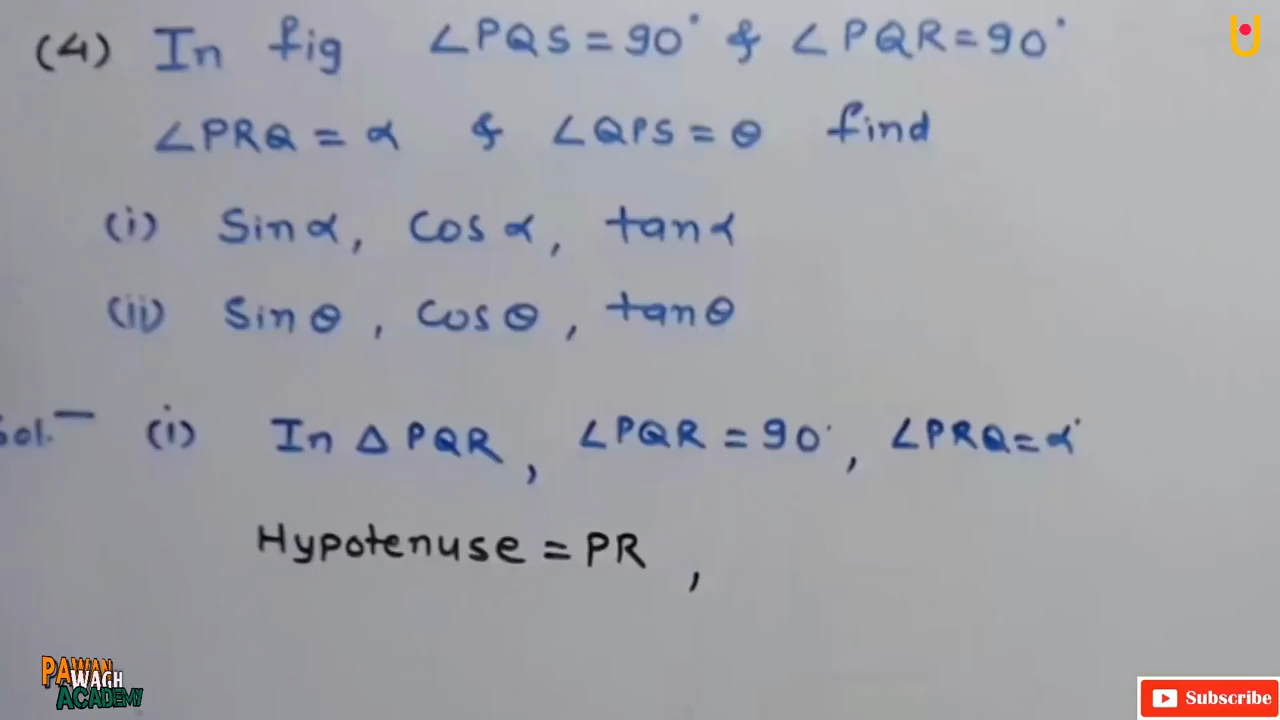 (4) In fig ∠PQS = 90° & ∠PQR = 90°
∠PRQ = α & ∠QPS = θ find
(i) Sin α, Cos α, tan α
(ii) Sin θ, Cos θ, tan θ
Sol.— (i) In Δ PQR, ∠PQR = 90°, ∠PRQ = α°
Hypotenuse = PR,
PAWAN
WAGH
ACADEMY
Subscribe